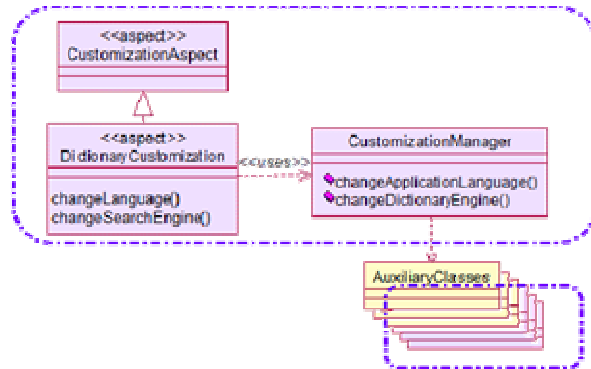 <<aspect>>
CustomizationAspect
<<aspect>>
DictionaryCustomization
changeLanguage()
changeSearchEngine()
<<uses>>
CustomizationManager
changeApplicationLanguage()
changeDictionaryEngine()
AuxiliaryClasses